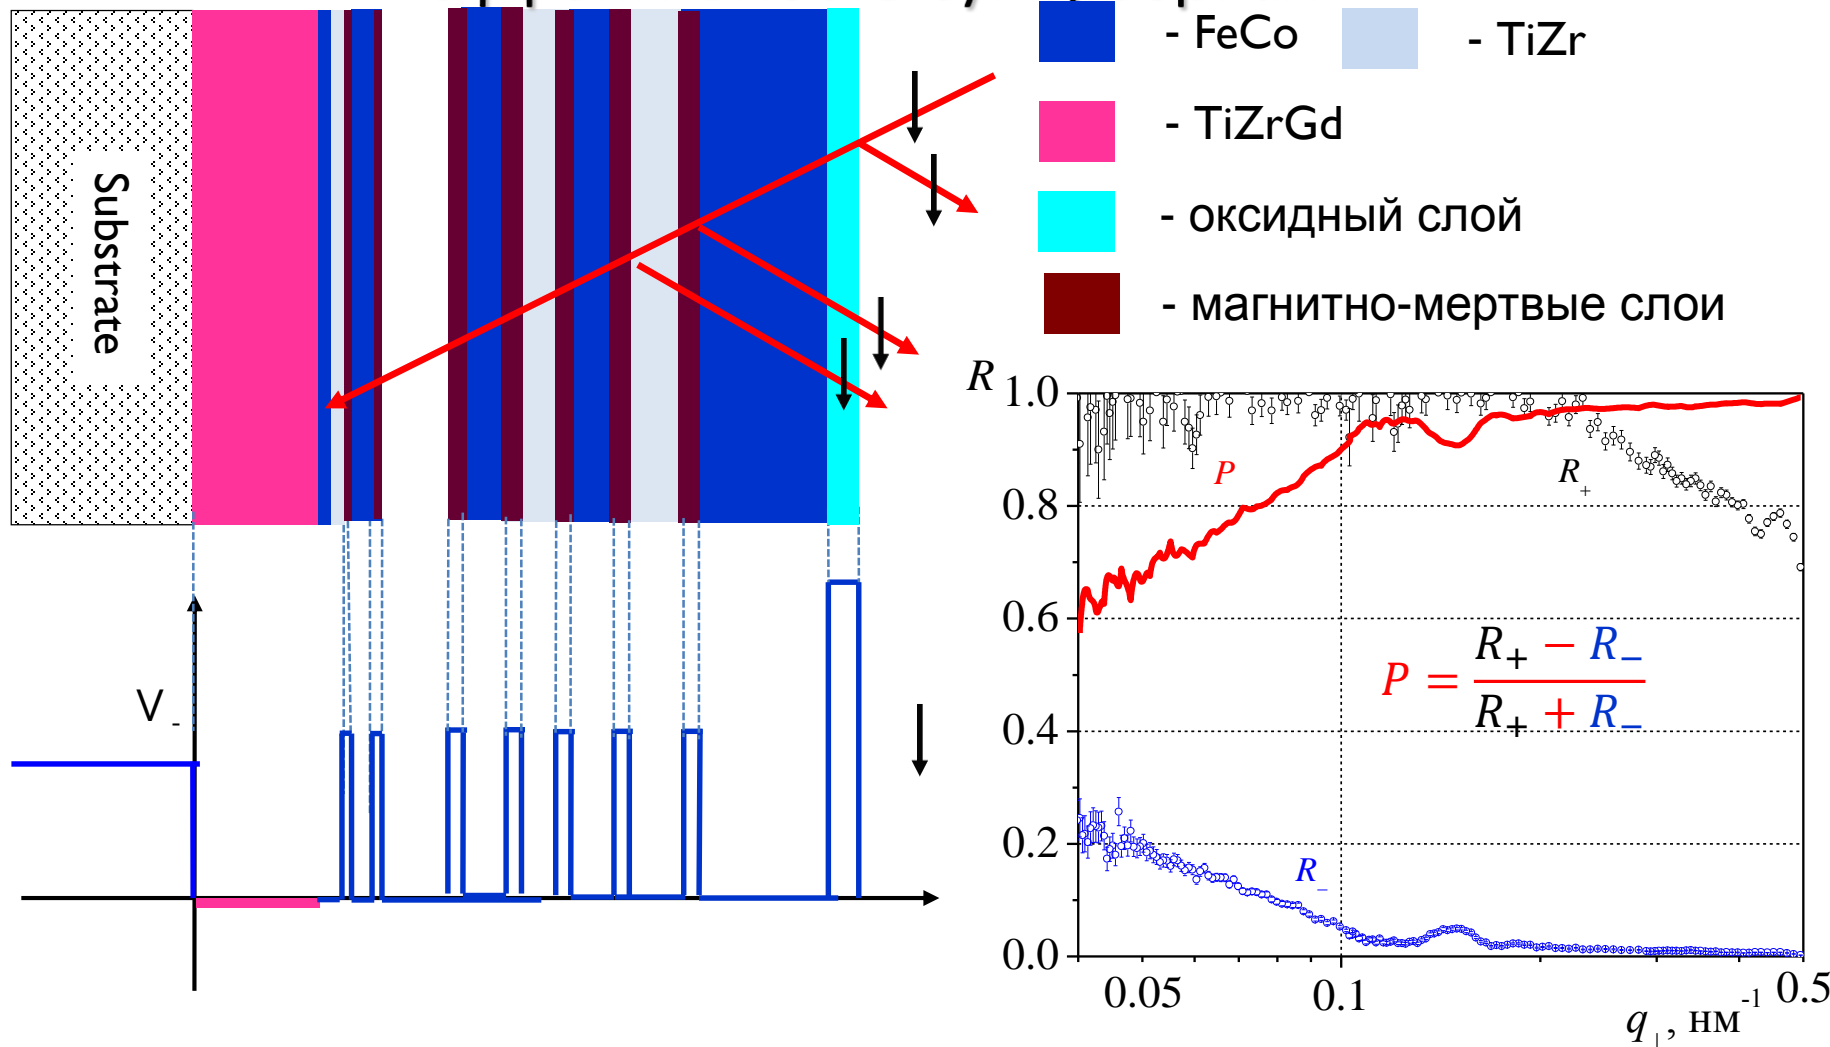 - FeCo
- TiZr
- TiZrGd
- оксидный слой
- магнитно-мертвые слои
Substrate
V -
R
1.0
0.8
0.6
0.4
0.2
0.0
P
R+
R−
P = (R+ − R−) / (R+ + R−)
0.05
0.1
0.5
q⊥, нм-1